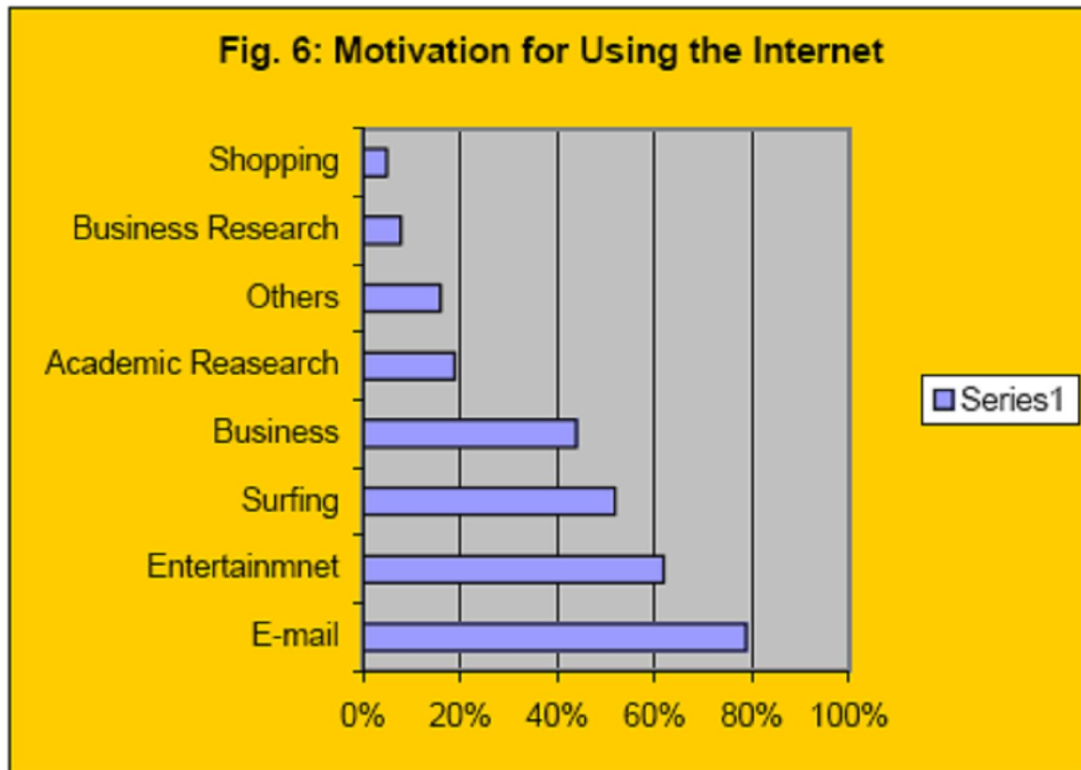 Fig. 6: Motivation for Using the Internet
Shopping
Business Research
Others
Academic Reasearch
Business
Surfing
Entertainmnet
E-mail
0% 20% 40% 60% 80% 100%
Series1